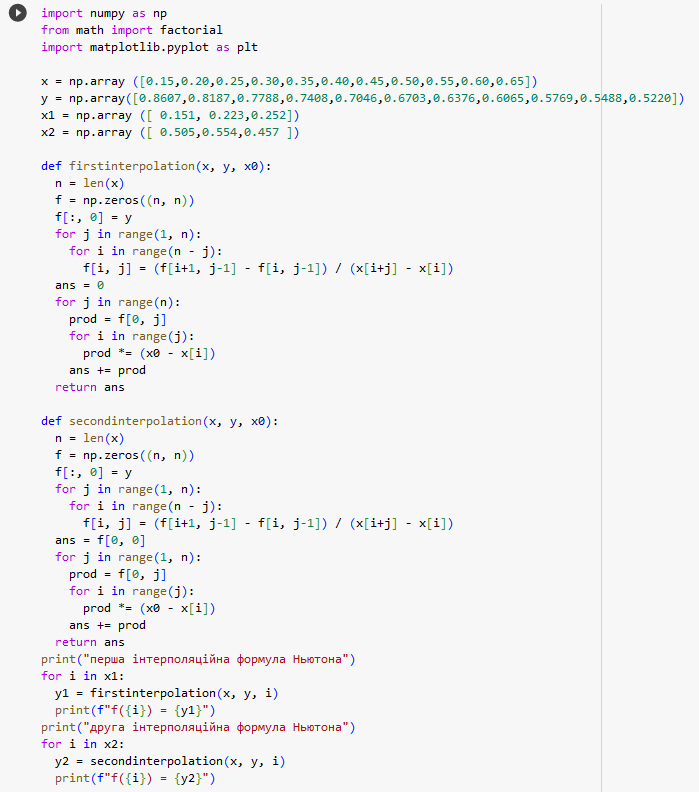 import numpy as np
from math import factorial
import matplotlib.pyplot as plt

x = np.array ([0.15,0.20,0.25,0.30,0.35,0.40,0.45,0.50,0.55,0.60,0.65])
y = np.array([0.8607,0.8187,0.7788,0.7408,0.7046,0.6703,0.6376,0.6065,0.5769,0.5488,0.5220])
x1 = np.array ([ 0.151, 0.223,0.252])
x2 = np.array ([ 0.505,0.554,0.457 ])

def firstinterpolation(x, y, x0):
  n = len(x)
  f = np.zeros((n, n))
  f[:, 0] = y
  for j in range(1, n):
    for i in range(n - j):
      f[i, j] = (f[i+1, j-1] - f[i, j-1]) / (x[i+j] - x[i])
  ans = 0
  for j in range(n):
    prod = f[0, j]
    for i in range(j):
      prod *= (x0 - x[i])
    ans += prod
  return ans

def secondinterpolation(x, y, x0):
  n = len(x)
  f = np.zeros((n, n))
  f[:, 0] = y
  for j in range(1, n):
    for i in range(n - j):
      f[i, j] = (f[i+1, j-1] - f[i, j-1]) / (x[i+j] - x[i])
  ans = f[0, 0]
  for j in range(1, n):
    prod = f[0, j]
    for i in range(j):
      prod *= (x0 - x[i])
    ans += prod
  return ans
print("перша інтерполяційна формула Ньютона")
for i in x1:
  y1 = firstinterpolation(x, y, i)
  print(f"f({i}) = {y1}")
print("друга інтерполяційна формула Ньютона")
for i in x2:
  y2 = secondinterpolation(x, y, i)
  print(f"f({i}) = {y2}")